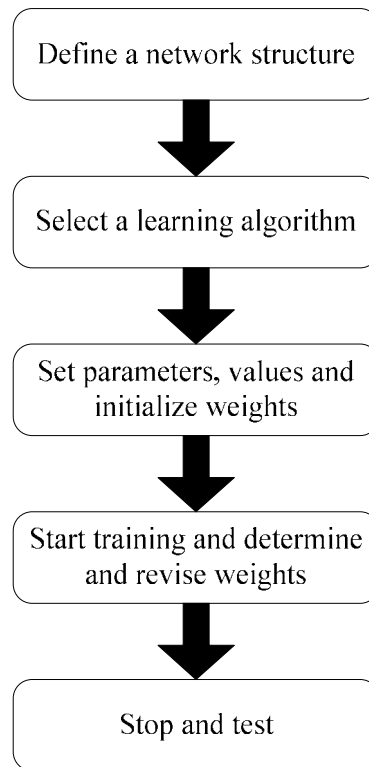 Define a network structure
Select a learning algorithm
Set parameters, values and
initialize weights
Start training and determine
and revise weights
Stop and test